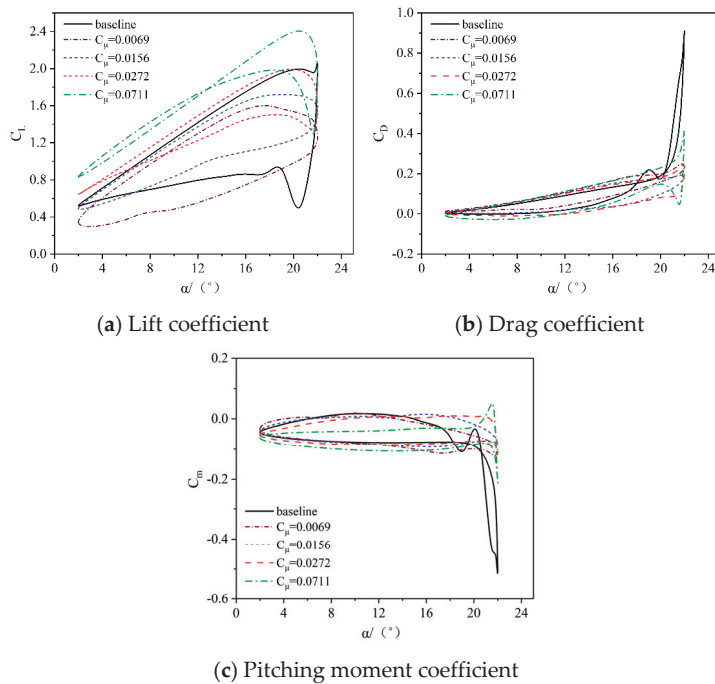 2.4
2.0
1.6
1.2
0.8
0.4
0.0
C_L
baseline
C_μ=0.0069
C_μ=0.0156
C_μ=0.0272
C_μ=0.0711
0 4 8 12 16 20 24
α/（°）
(a) Lift coefficient
1.0
0.8
0.6
0.4
0.2
0.0
-0.2
C_D
baseline
C_μ=0.0069
C_μ=0.0156
C_μ=0.0272
C_μ=0.0711
0 4 8 12 16 20 24
α/（°）
(b) Drag coefficient
0.2
0.0
-0.2
-0.4
-0.6
C_m
baseline
C_μ=0.0069
C_μ=0.0156
C_μ=0.0272
C_μ=0.0711
0 4 8 12 16 20 24
α/（°）
(c) Pitching moment coefficient